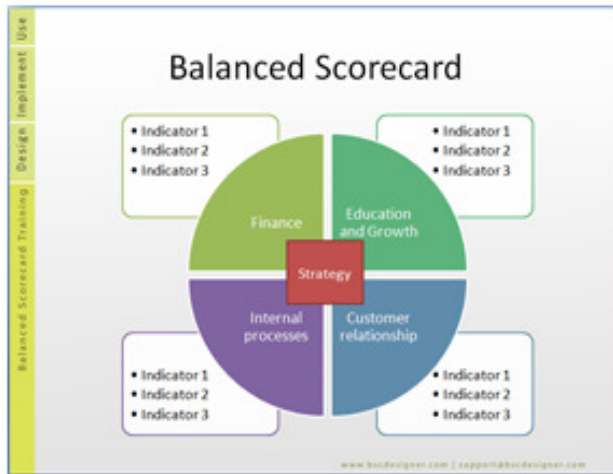 Balanced Scorecard
• Indicator 1
• Indicator 2
• Indicator 3
• Indicator 1
• Indicator 2
• Indicator 3
Finance
Education
and Growth
Strategy
Internal
processes
Customer
relationship
• Indicator 1
• Indicator 2
• Indicator 3
• Indicator 1
• Indicator 2
• Indicator 3
Balanced Scorecard Training
Design
Implement
Use
www.bscdesigner.com | support@bscdesigner.com